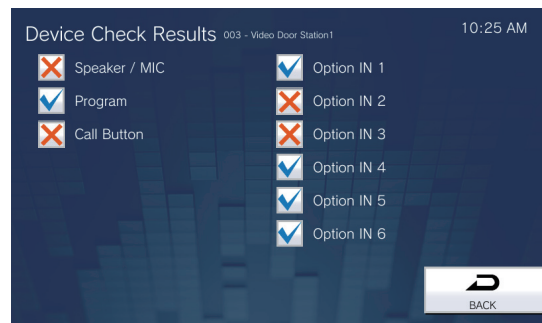 Device Check Results 003 - Video Door Station1
10:25 AM
Speaker / MIC
Program
Call Button
Option IN 1
Option IN 2
Option IN 3
Option IN 4
Option IN 5
Option IN 6
BACK